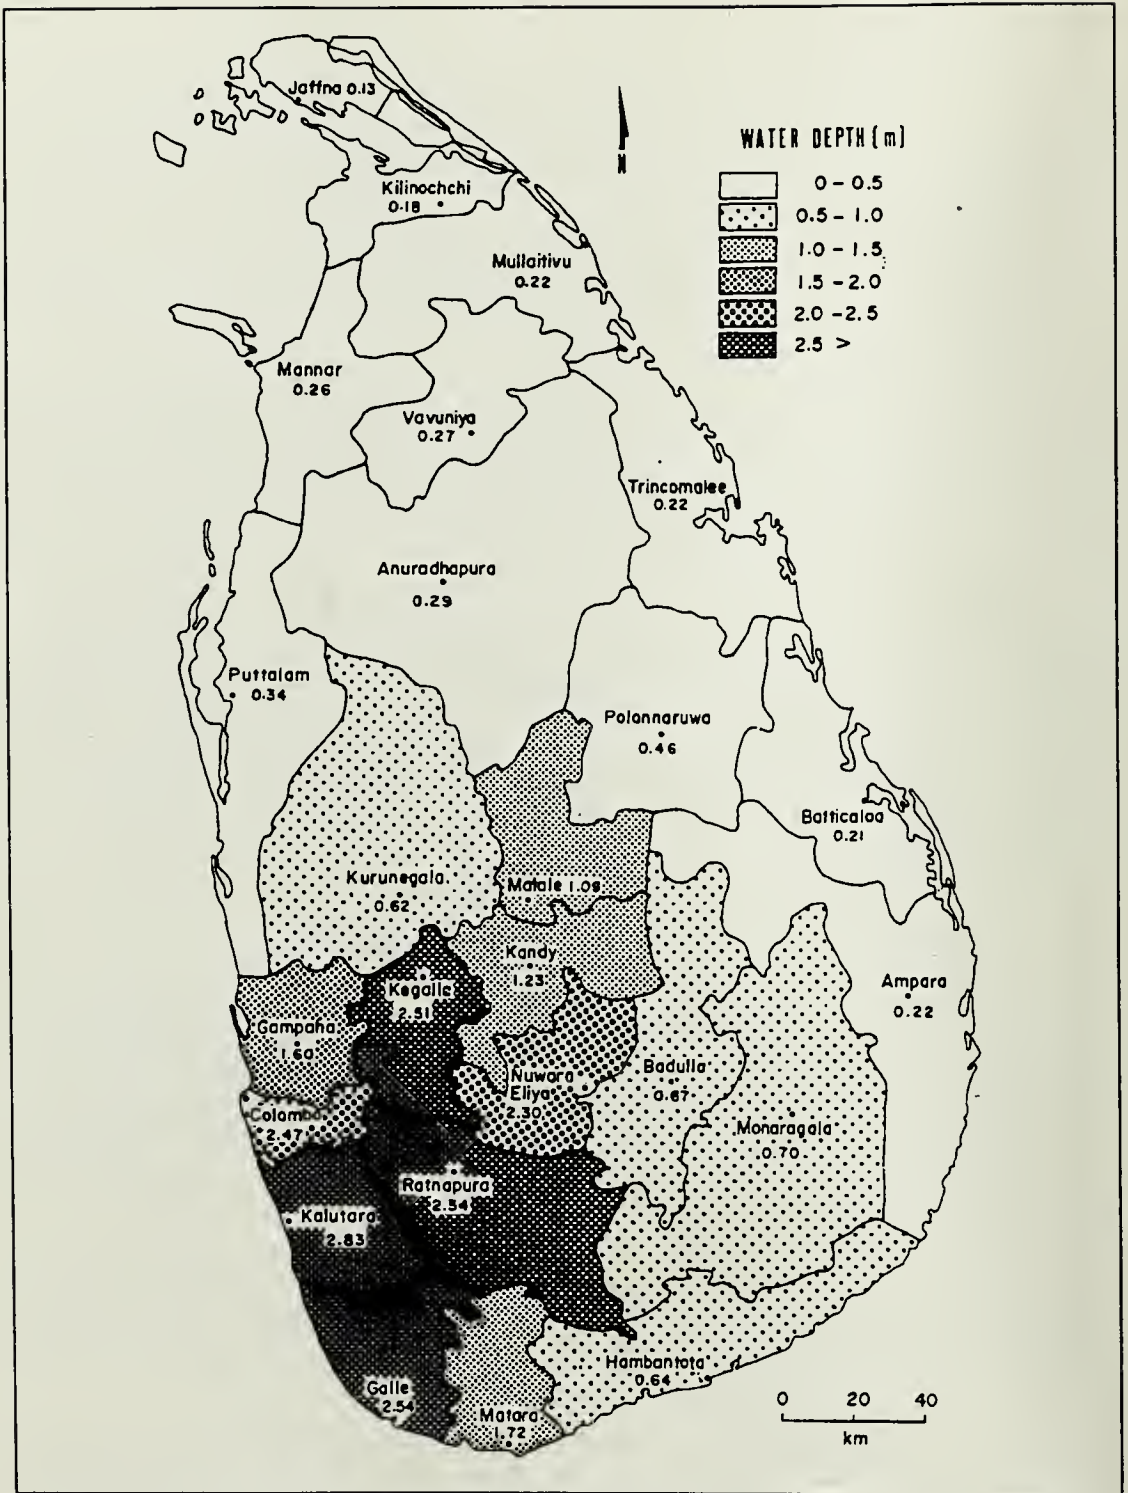 Jaffna 0.13
WATER DEPTH (m)
0 - 0.5
0.5 - 1.0
1.0 - 1.5
1.5 - 2.0
2.0 - 2.5
2.5 >
N
Kilinochchi
0.18
Mullaitivu
0.22
Mannar
0.26
Vavuniya
0.27
Trincomalee
0.22
Anuradhapura
0.29
Puttalam
0.34
Polonnaruwa
0.46
Batticaloa
0.21
Kurunegala
0.62
Matale 1.09
Kandy
1.23
Kegalle
2.51
Ampara
0.22
Gampaha
1.60
Nuwara
Eliya
2.30
Badulla
0.67
Colombo
2.47
Monaragala
0.70
Ratnapura
2.54
Kalutara
2.83
Hambantota
0.64
Galle
2.54
Matara
1.72
0 20 40
km